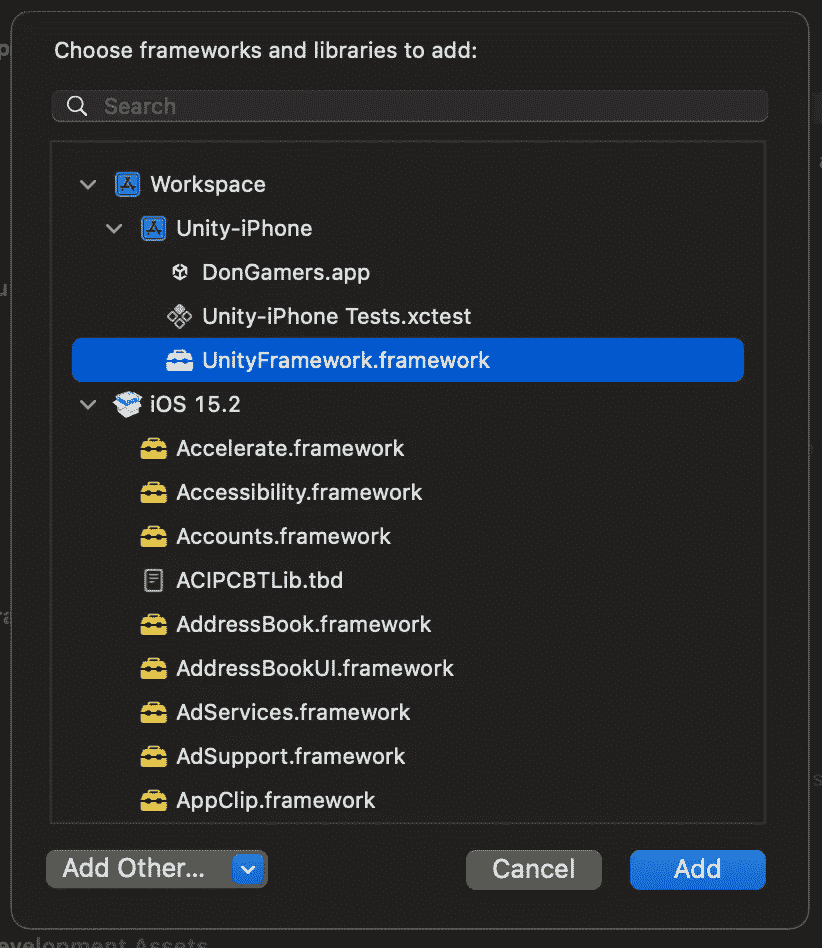 Choose frameworks and libraries to add:
Search
Workspace
Unity-iPhone
DonGamers.app
Unity-iPhone Tests.xctest
UnityFramework.framework
iOS 15.2
Accelerate.framework
Accessibility.framework
Accounts.framework
ACIPCBTLib.tbd
AddressBook.framework
AddressBookUI.framework
AdServices.framework
AdSupport.framework
AppClip.framework
Add Other...
Cancel
Add
Assets